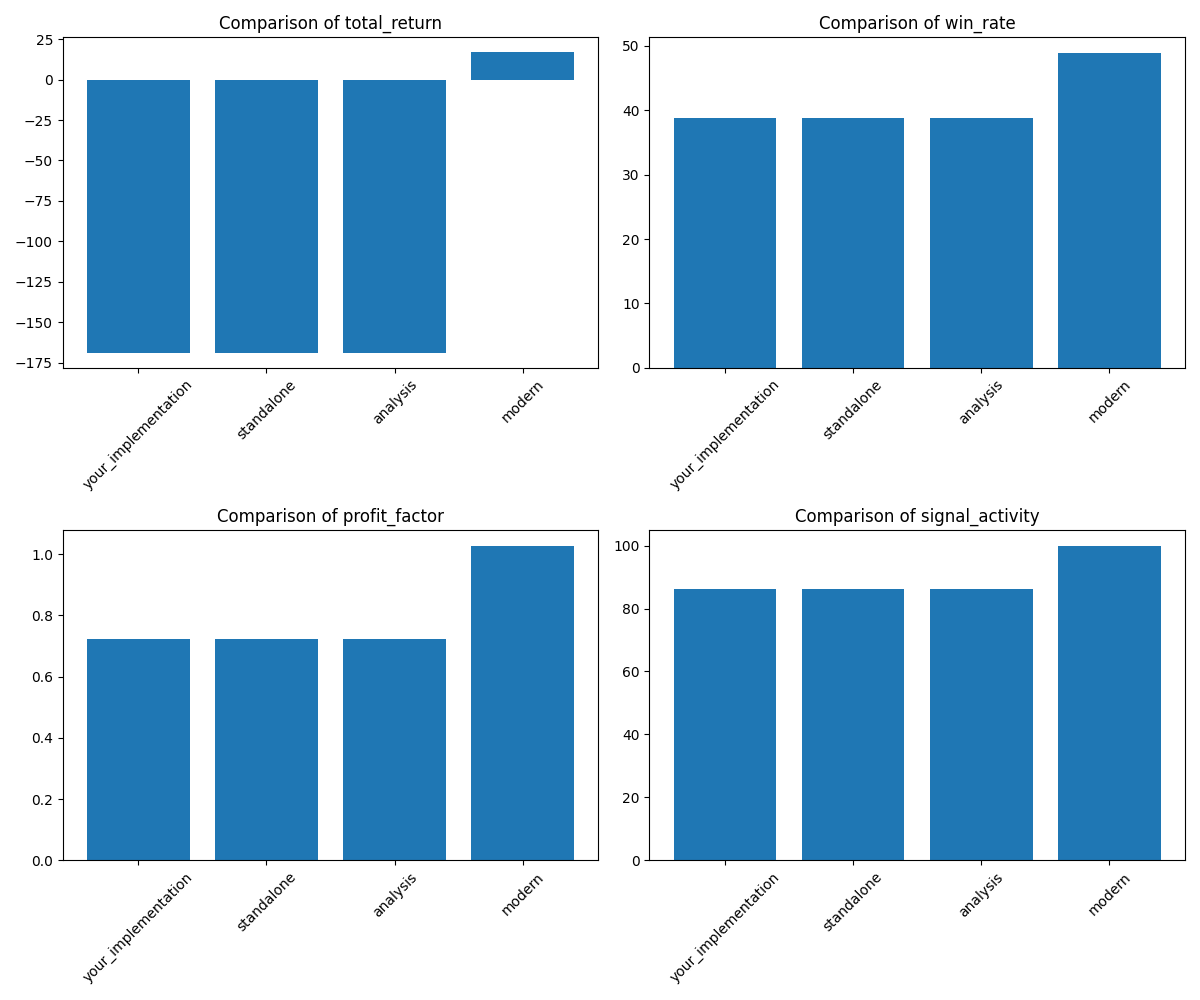 Comparison of total_return
25
0
−25
−50
−75
−100
−125
−150
−175
your_implementation
standalone
analysis
modern
Comparison of win_rate
50
40
30
20
10
0
your_implementation
standalone
analysis
modern
Comparison of profit_factor
1.0
0.8
0.6
0.4
0.2
0.0
your_implementation
standalone
analysis
modern
Comparison of signal_activity
100
80
60
40
20
0
your_implementation
standalone
analysis
modern